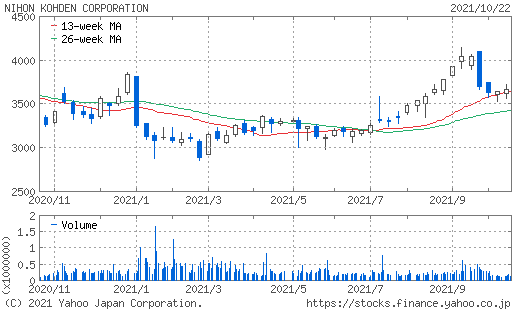 NIHON KOHDEN CORPORATION 2021/10/22
4500
13-week MA
26-week MA
4000
3500
3000
2500
2020/11 2021/1 2021/3 2021/5 2021/7 2021/9
2
Volume
1.5
1
0.5
0
(x1000000)
2020/11 2021/1 2021/3 2021/5 2021/7 2021/9
(C) 2021 Yahoo Japan Corporation. https://stocks.finance.yahoo.co.jp/